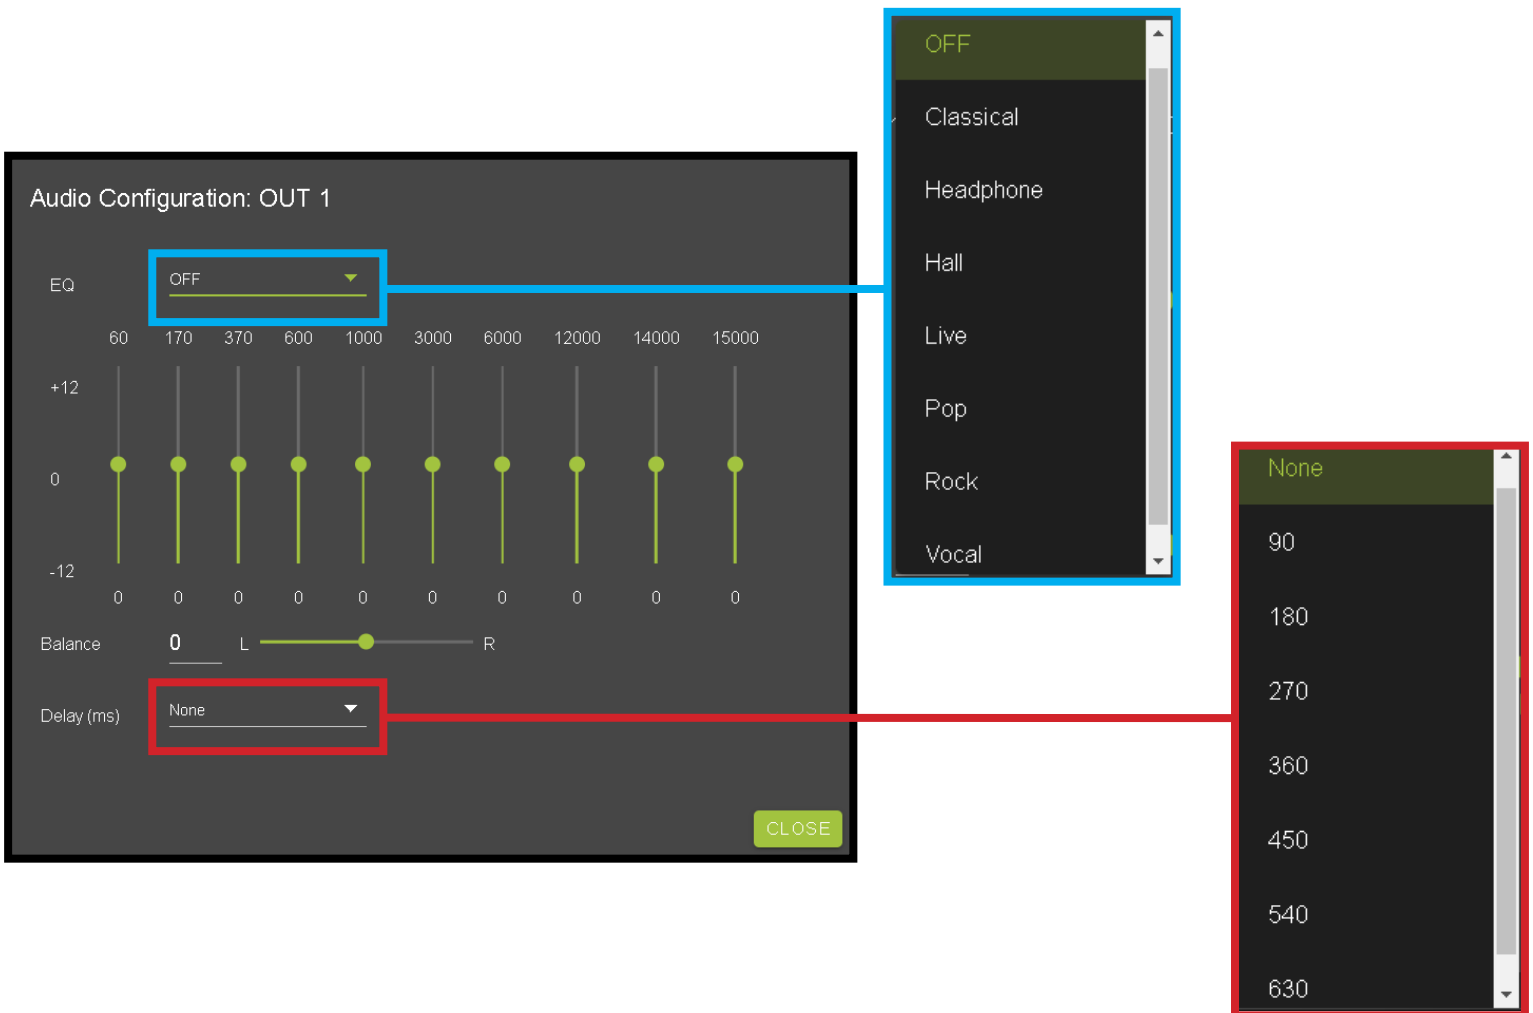 Audio Configuration: OUT 1
EQ
OFF
60 170 370 600 1000 3000 6000 12000 14000 15000
+12
0
-12
0 0 0 0 0 0 0 0 0 0
Balance 0 L R
Delay (ms) None
CLOSE
OFF
Classical
Headphone
Hall
Live
Pop
Rock
Vocal
None
90
180
270
360
450
540
630